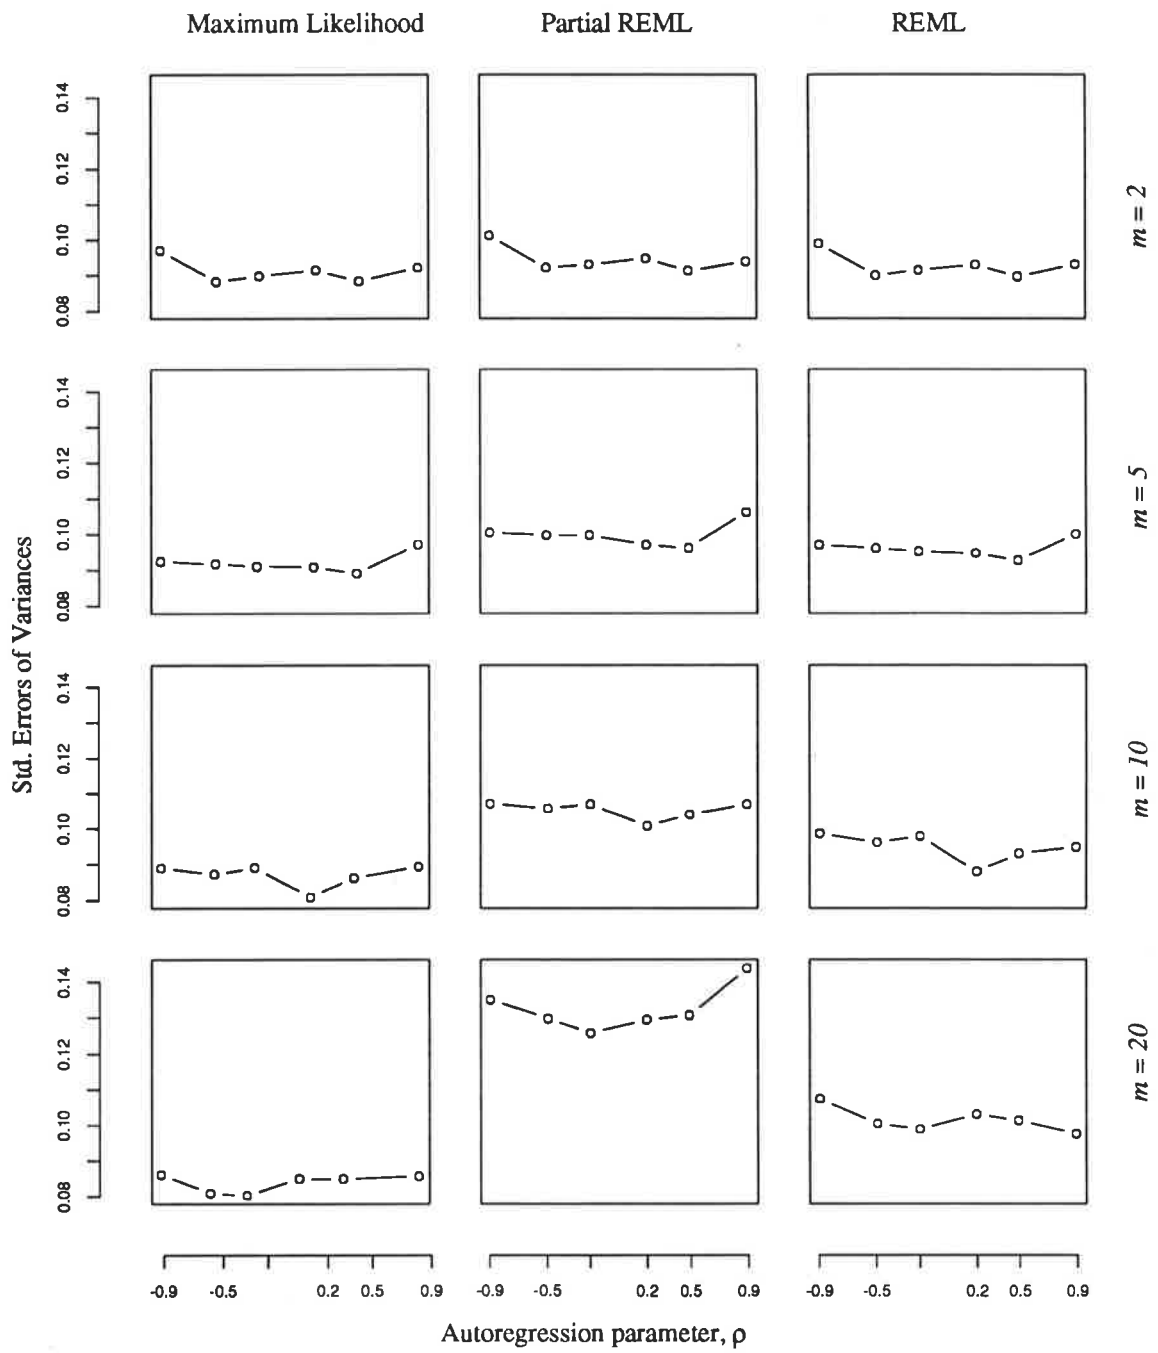 Maximum Likelihood Partial REML REML
0.14
0.12
0.10
0.08
m = 2
0.14
0.12
0.10
0.08
m = 5
Std. Errors of Variances
0.14
0.12
0.10
0.08
m = 10
0.14
0.12
0.10
0.08
m = 20
-0.9 -0.5 0.2 0.5 0.9 -0.9 -0.5 0.2 0.5 0.9 -0.9 -0.5 0.2 0.5 0.9
Autoregression parameter, ρ